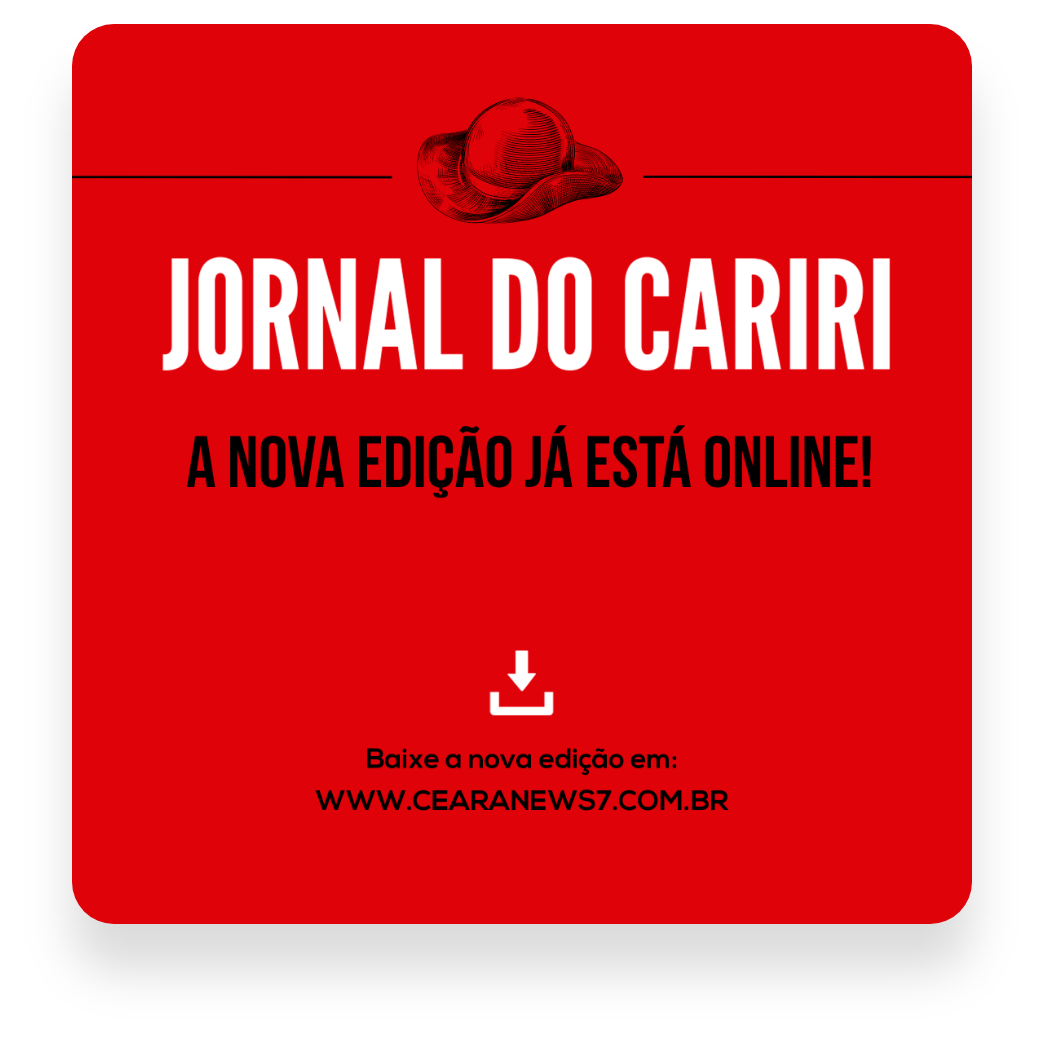 JORNAL DO CARIRI
A NOVA EDIÇÃO JÁ ESTÁ ONLINE!
Baixe a nova edição em:
WWW.CEARANEWS7.COM.BR